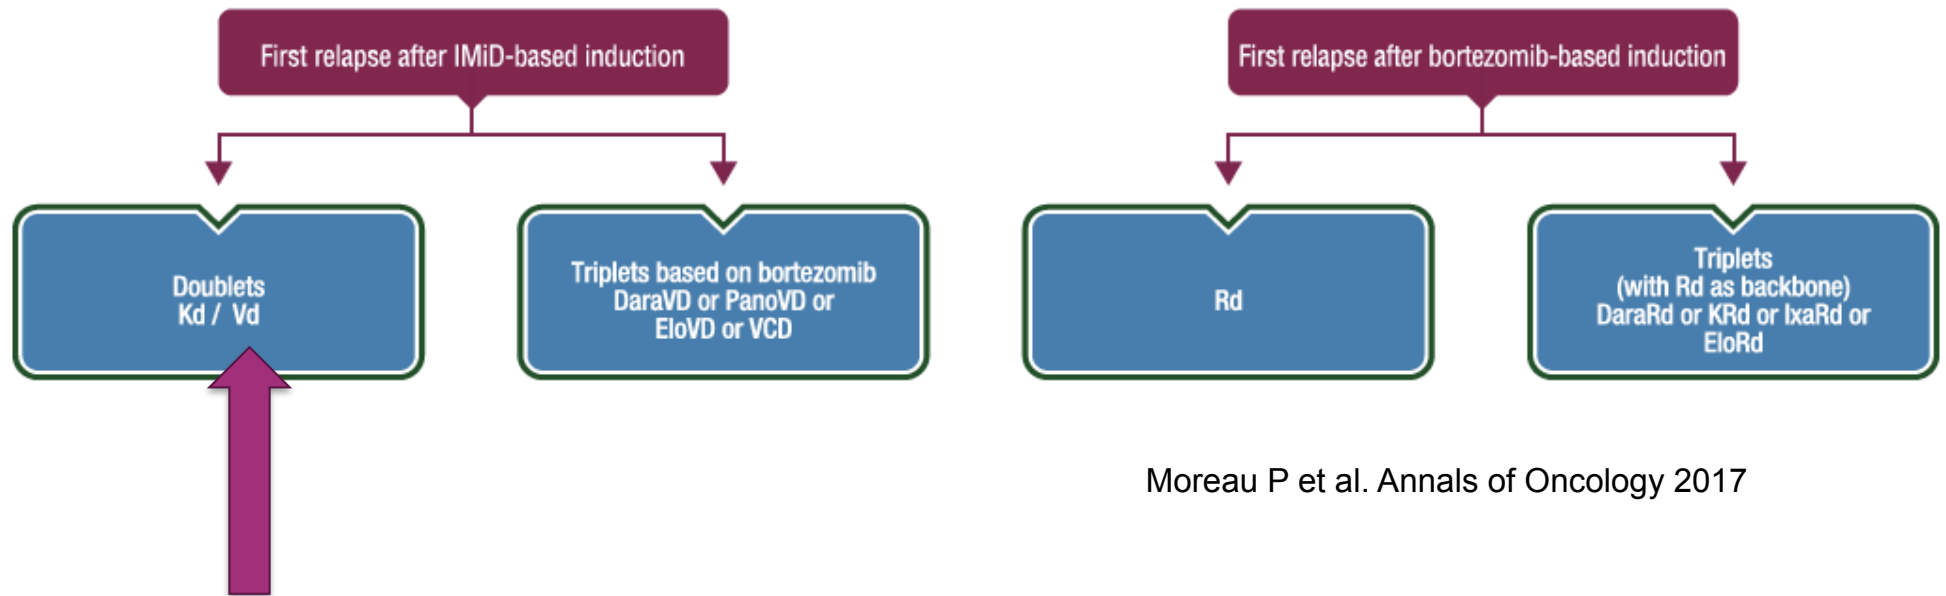 First relapse after IMiD-based induction
Doublets
Kd / Vd
Triplets based on bortezomib
DaraVD or PanoVD or
EloVD or VCD
First relapse after bortezomib-based induction
Rd
Triplets
(with Rd as backbone)
DaraRd or KRd or IxaRd or
EloRd
Moreau P et al. Annals of Oncology 2017